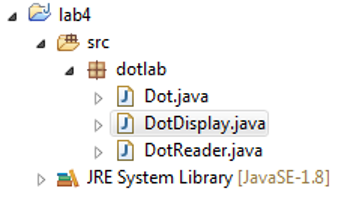 lab4
src
dotlab
Dot.java
DotDisplay.java
DotReader.java
JRE System Library [JavaSE-1.8]